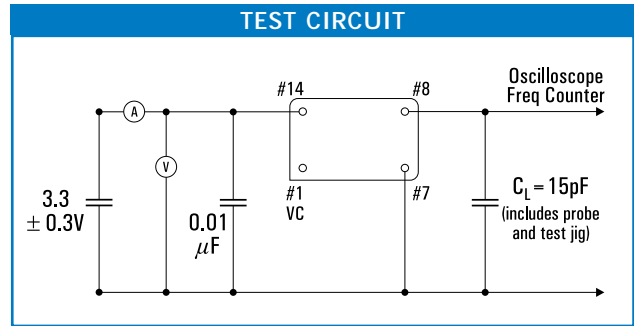 TEST CIRCUIT
#14
#8
Oscilloscope
Freq Counter
A
V
#1
VC
#7
3.3
± 0.3V
0.01
µF
CL = 15pF
(includes probe
and test jig)